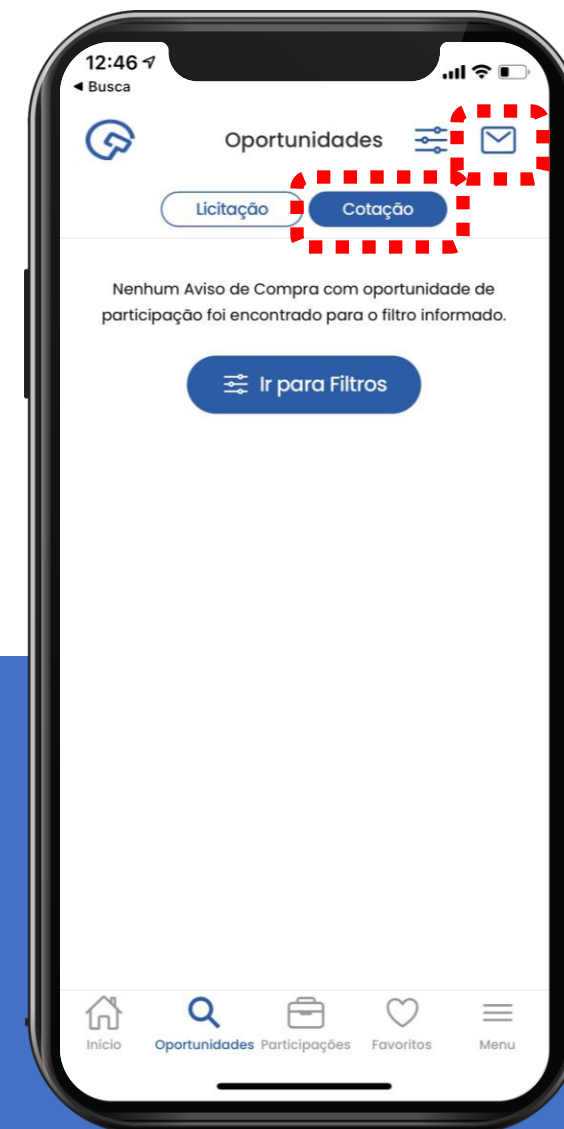 12:46
◀ Busca
Oportunidades
Licitação Cotação
Nenhum Aviso de Compra com oportunidade de
participação foi encontrado para o filtro informado.
Ir para Filtros
Início Oportunidades Participações Favoritos Menu